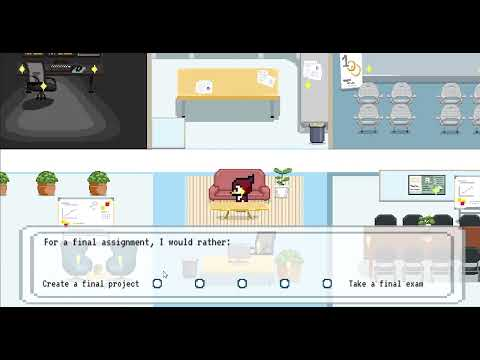 For a final assignment, I would rather:
Create a final project
Take a final exam